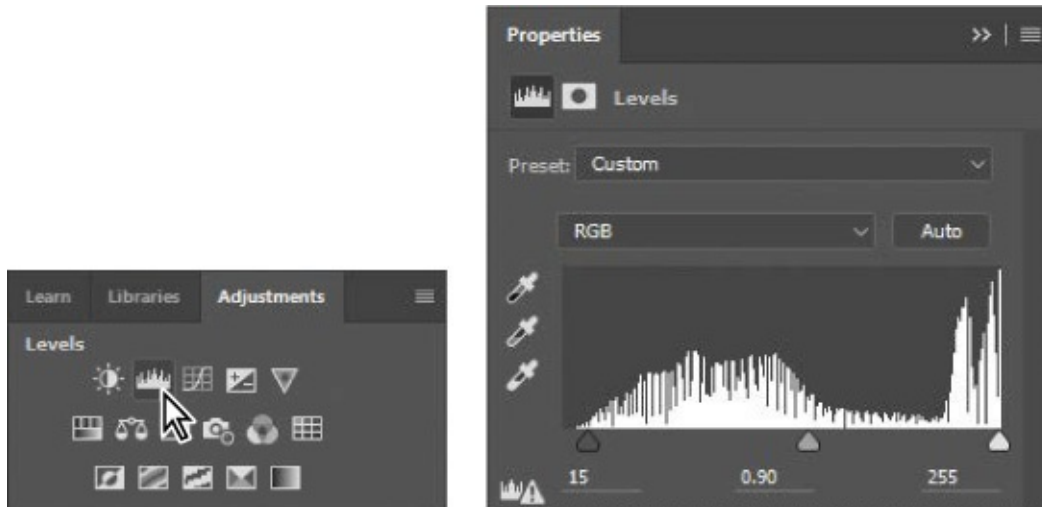 Learn Libraries Adjustments
Levels
Properties
Levels
Preset: Custom
RGB Auto
15 0.90 255